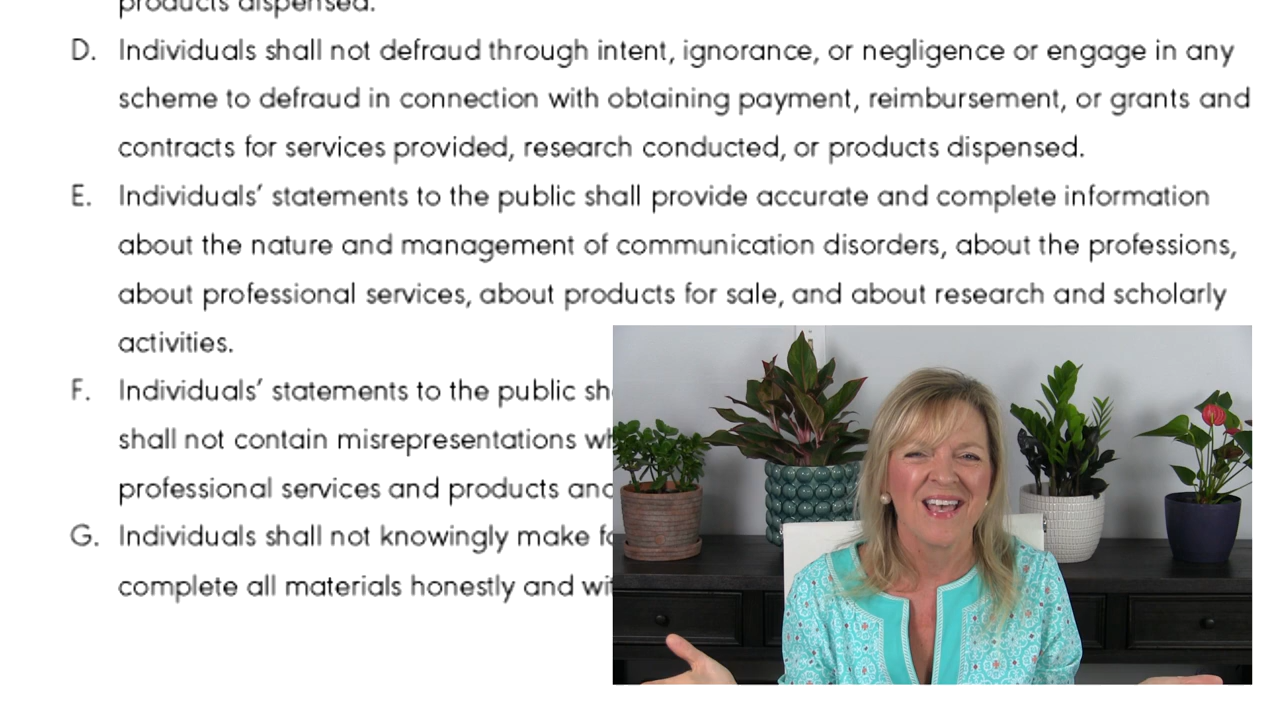 products dispensed.
D. Individuals shall not defraud through intent, ignorance, or negligence or engage in any
scheme to defraud in connection with obtaining payment, reimbursement, or grants and
contracts for services provided, research conducted, or products dispensed.
E. Individuals’ statements to the public shall provide accurate and complete information
about the nature and management of communication disorders, about the professions,
about professional services, about products for sale, and about research and scholarly
activities.
F. Individuals’ statements to the public
shall not contain misrepresentations
professional services and products
G. Individuals shall not knowingly make
complete all materials honestly and